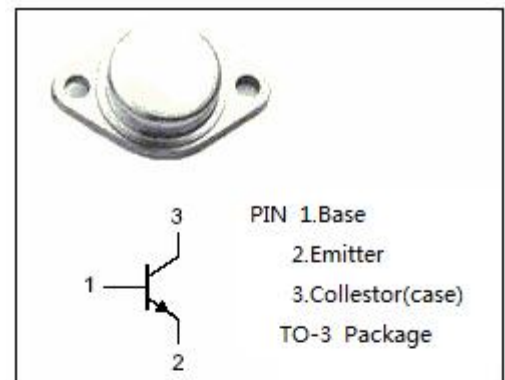 3
PIN 1.Base
2.Emitter
1
3.Collestor(case)
TO-3 Package
2